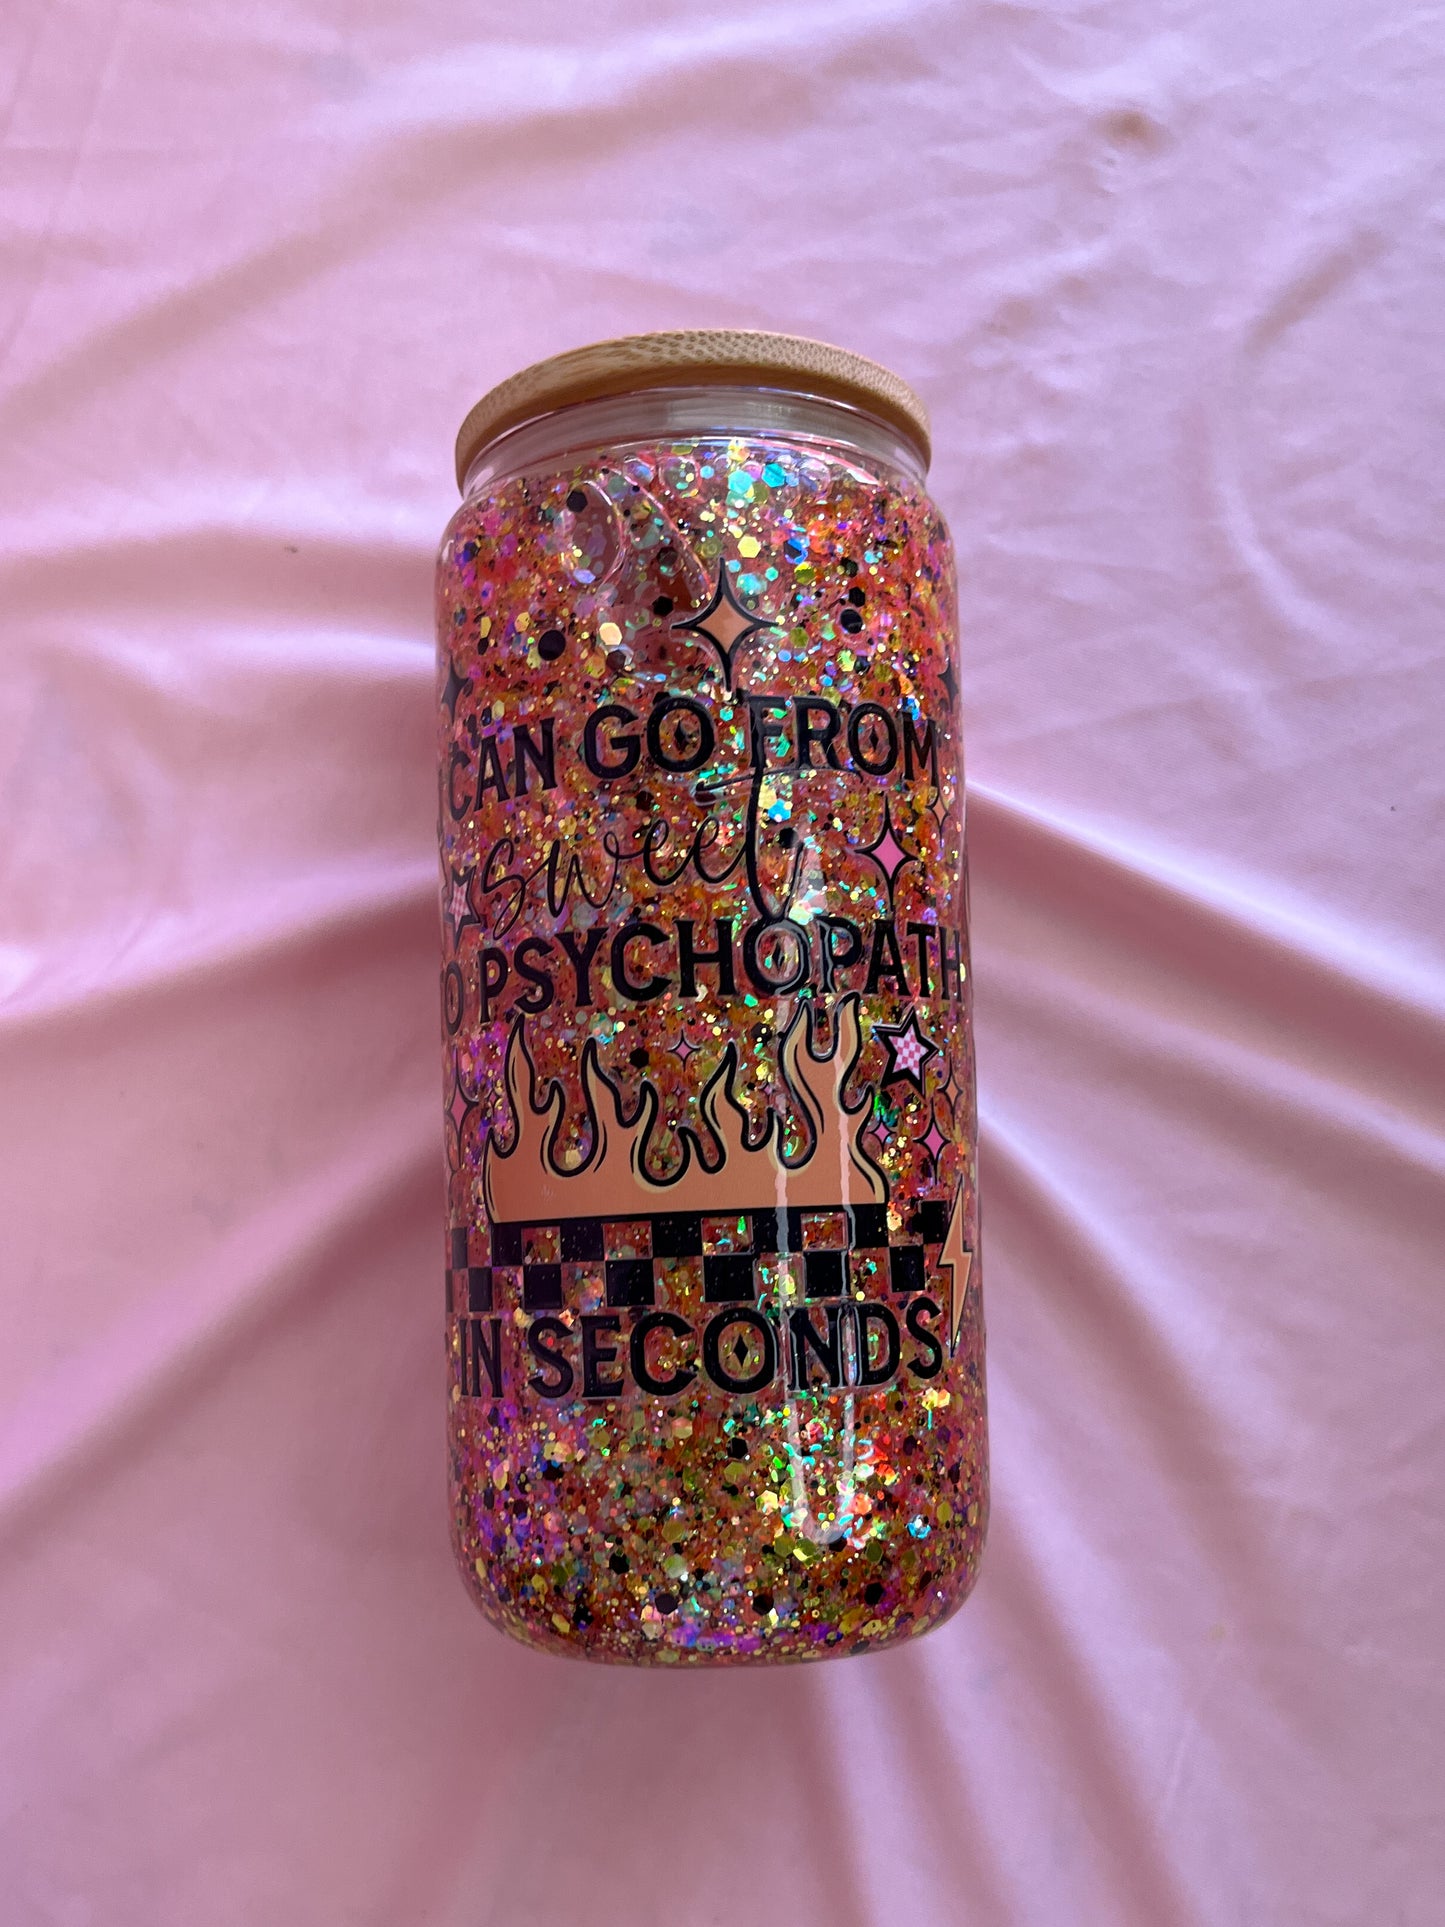 CAN GO FROM
sweet
O PSYCHOPATH
IN SECONDS